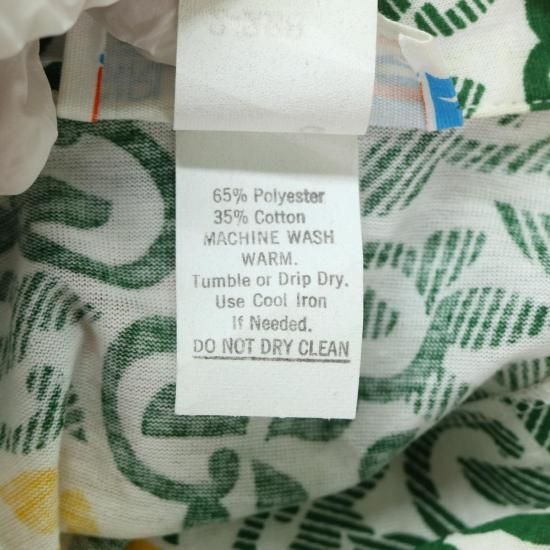 65% Polyester
35% Cotton
MACHINE WASH
WARM.
Tumble or Drip Dry.
Use Cool Iron
If Needed.
DO NOT DRY CLEAN